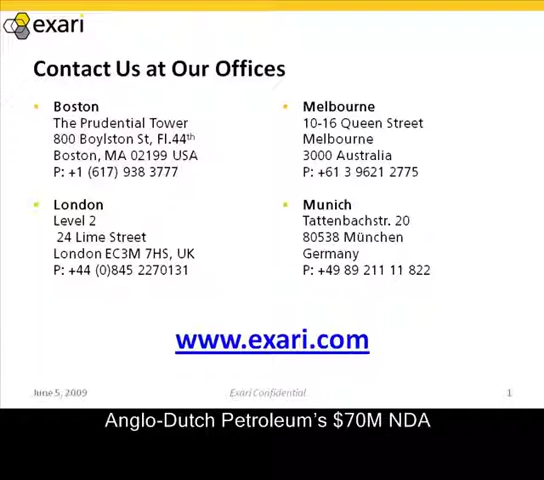 exari
Contact Us at Our Offices
Boston
The Prudential Tower
800 Boylston St, Fl.44th
Boston, MA 02199 USA
P: +1 (617) 938 3777
Melbourne
10-16 Queen Street
Melbourne
3000 Australia
P: +61 3 9621 2775
London
Level 2
24 Lime Street
London EC3M 7HS, UK
P: +44 (0)845 2270131
Munich
Tattenbachstr. 20
80538 München
Germany
P: +49 89 211 11 822
www.exari.com
June 5, 2009
Exari Confidential
1
Anglo-Dutch Petroleum's $70M NDA